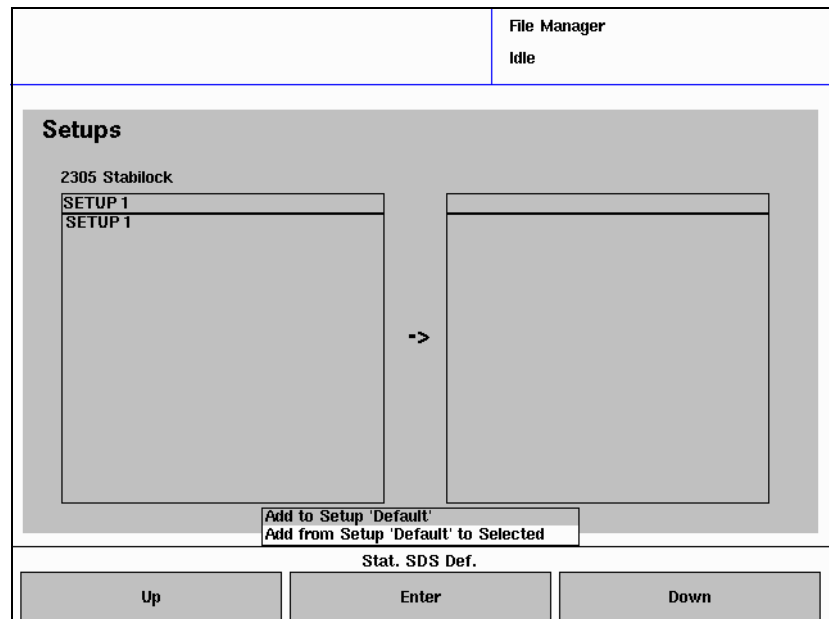 File Manager
Idle
Setups
2305 Stabilock
SETUP 1
SETUP 1
->
Add to Setup 'Default'
Add from Setup 'Default' to Selected
Stat. SDS Def.
Up
Enter
Down